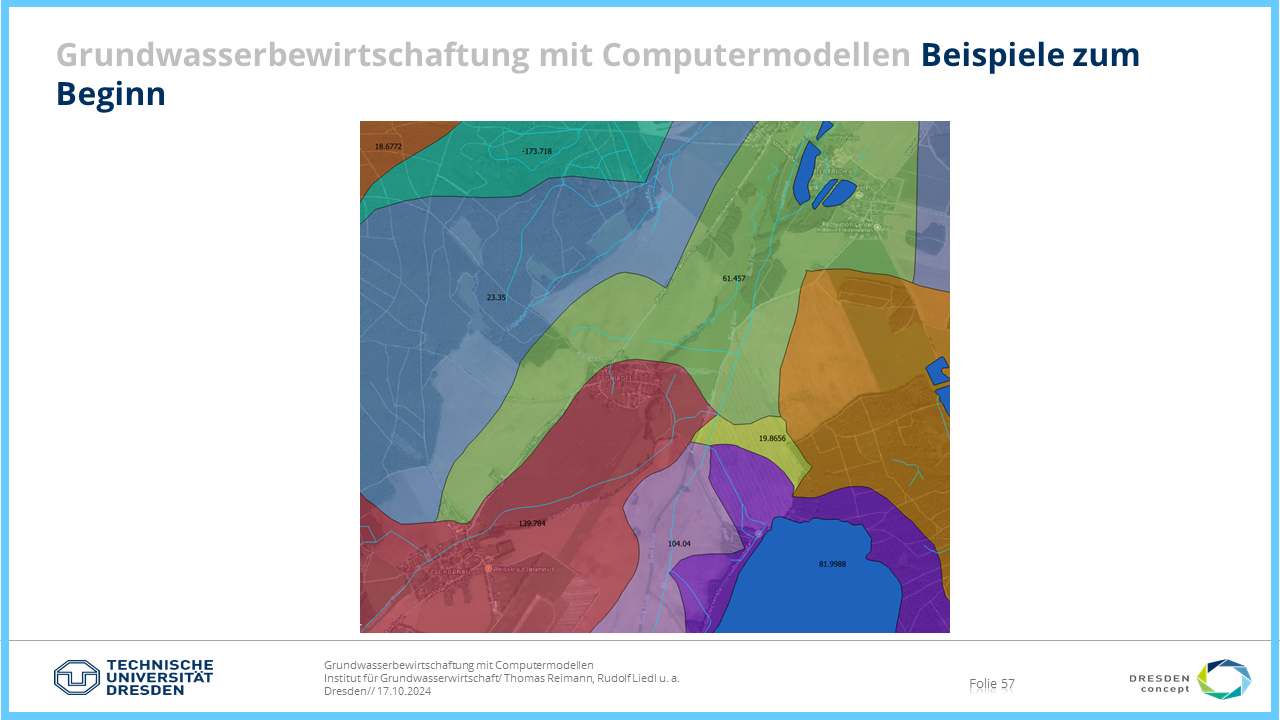 Grundwasserbewirtschaftung mit Computermodellen Beispiele zum
Beginn
18.6772
-173.718
61.457
23.35
19.8656
139.784
104.04
81.9988
TECHNISCHE
UNIVERSITÄT
DRESDEN
Grundwasserbewirtschaftung mit Computermodellen
Institut für Grundwasserwirtschaft/ Thomas Reimann, Rudolf Liedl u. a.
Dresden// 17.10.2024
Folie 57
DRESDEN
concept